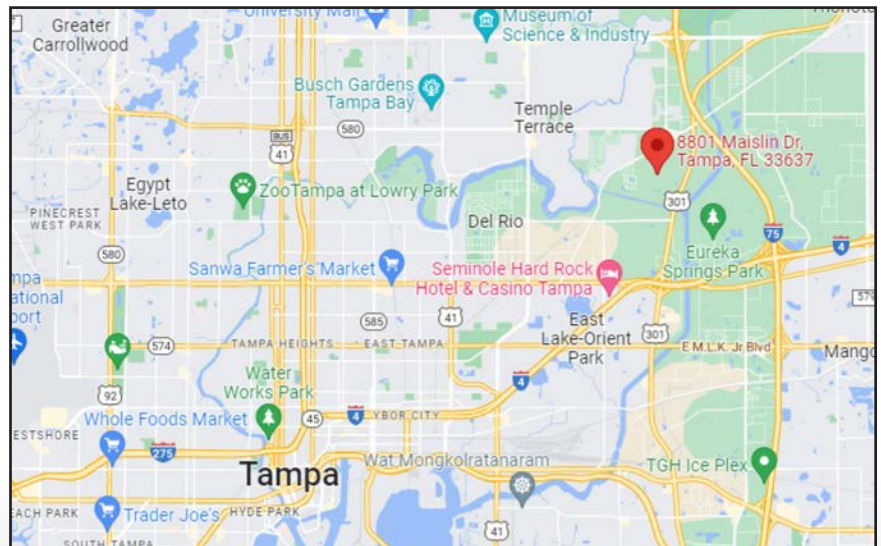 University Mall
Museum of
Science & Industry
Greater
Carrollwood
Busch Gardens
Tampa Bay
Temple
Terrace
580
BUS
41
8801 Maislin Dr,
Tampa, FL 33637
Egypt
Lake-Leto
ZooTampa at Lowry Park
301
PINECREST
WEST PARK
Del Rio
75
4
Eureka
Springs Park
580
Sanwa Farmer's Market
Seminole Hard Rock
Hotel & Casino Tampa
579
mpa
ational
port
585
41
East
Lake-Orient
Park
301
574
TAMPA HEIGHTS
EAST TAMPA
E M.L.K. Jr Blvd
Mango
Water
Works Park
4
92
Whole Foods Market
45
4
YBOR CITY
ESTSHORE
275
Tampa
Wat Mongkolratanaram
TGH Ice Plex
EACH PARK
Trader Joe's
HYDE PARK
41
SOUTH TAMPA